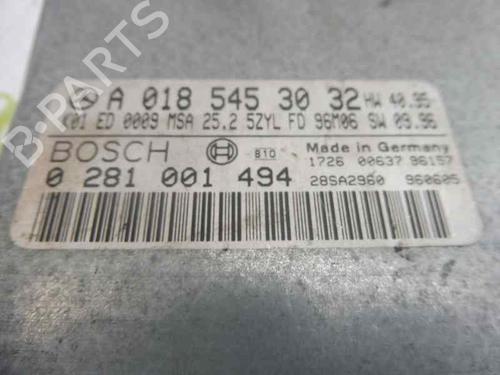 A 018 545 30 32 HW 40.95
K01 ED 0009 MSA 25.2 5ZYL FD 96M06 SW 09.96
BOSCH B10 Made in Germany
1726 00637 96157
0 281 001 494 28SA2960 960605
B-PARTS